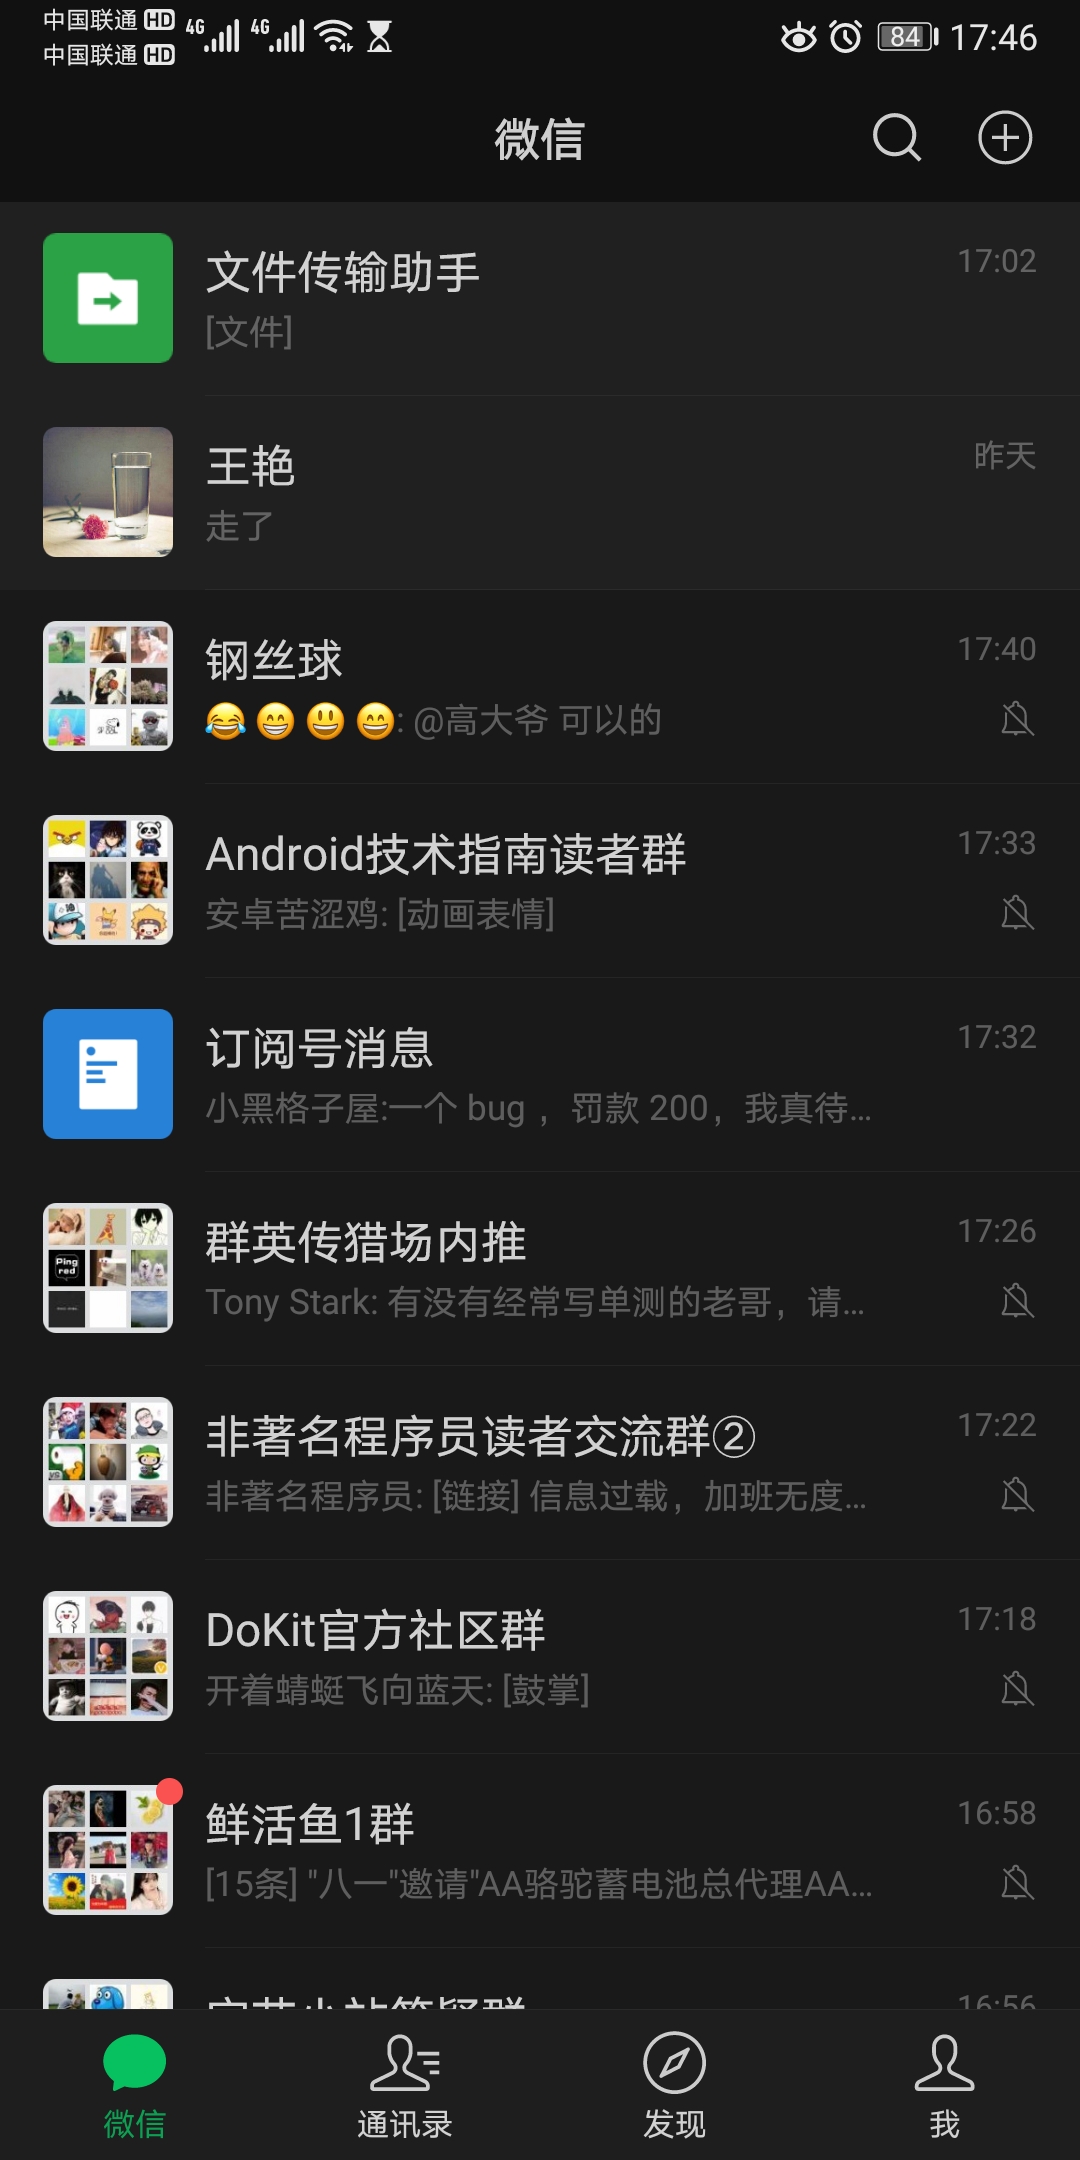 中国联通 HD 4G 4G 84 17:46
中国联通 HD
微信
文件传输助手 17:02
[文件]
王艳 昨天
走了
钢丝球 17:40
😂 😁 😃 😄: @高大爷 可以的
Android技术指南读者群 17:33
安卓苦涩鸡: [动画表情]
订阅号消息 17:32
小黑格子屋:一个 bug ，罚款 200，我真待...
群英传猎场内推 17:26
Ping
red
Tony Stark: 有没有经常写单测的老哥，请...
非著名程序员读者交流群② 17:22
非著名程序员: [链接] 信息过载，加班无度...
DoKit官方社区群 17:18
开着蜻蜓飞向蓝天: [鼓掌]
鲜活鱼1群 16:58
[15条] "八一"邀请"AA骆驼蓄电池总代理AA...
16:56
微信 通讯录 发现 我